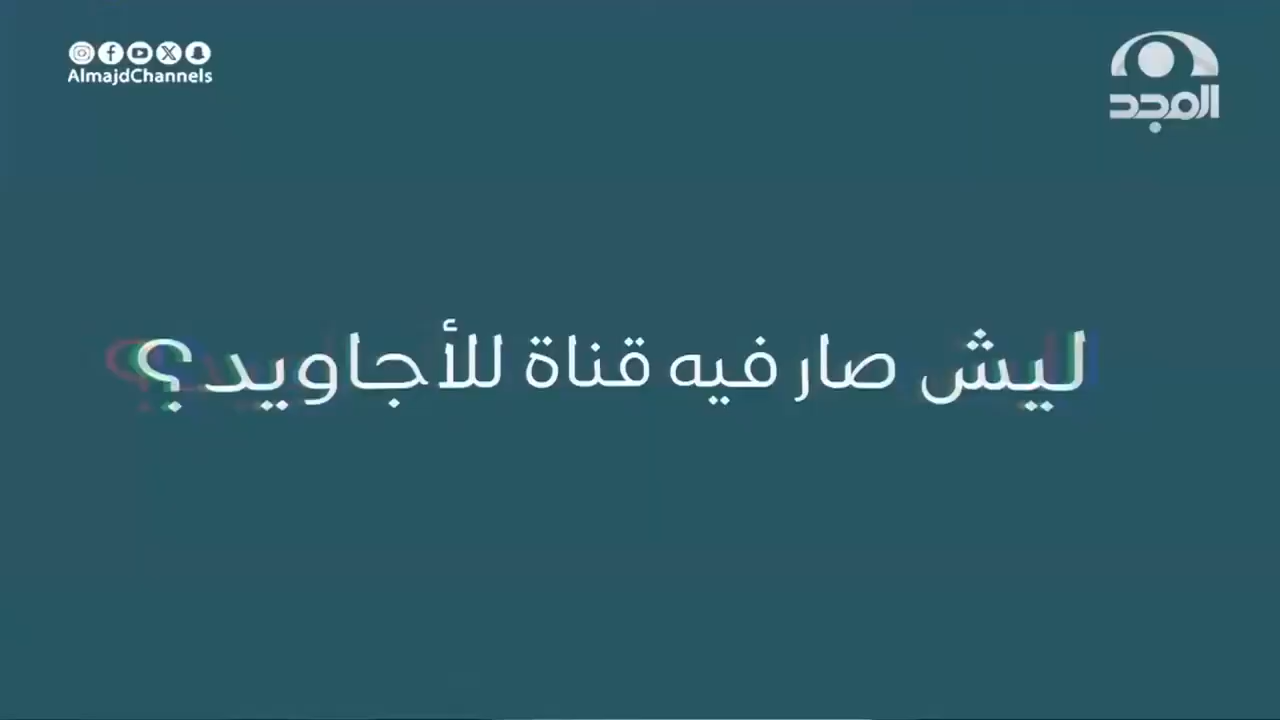 AlmajdChannels
المجد
ليش صار فيه قناة للأجاويد؟